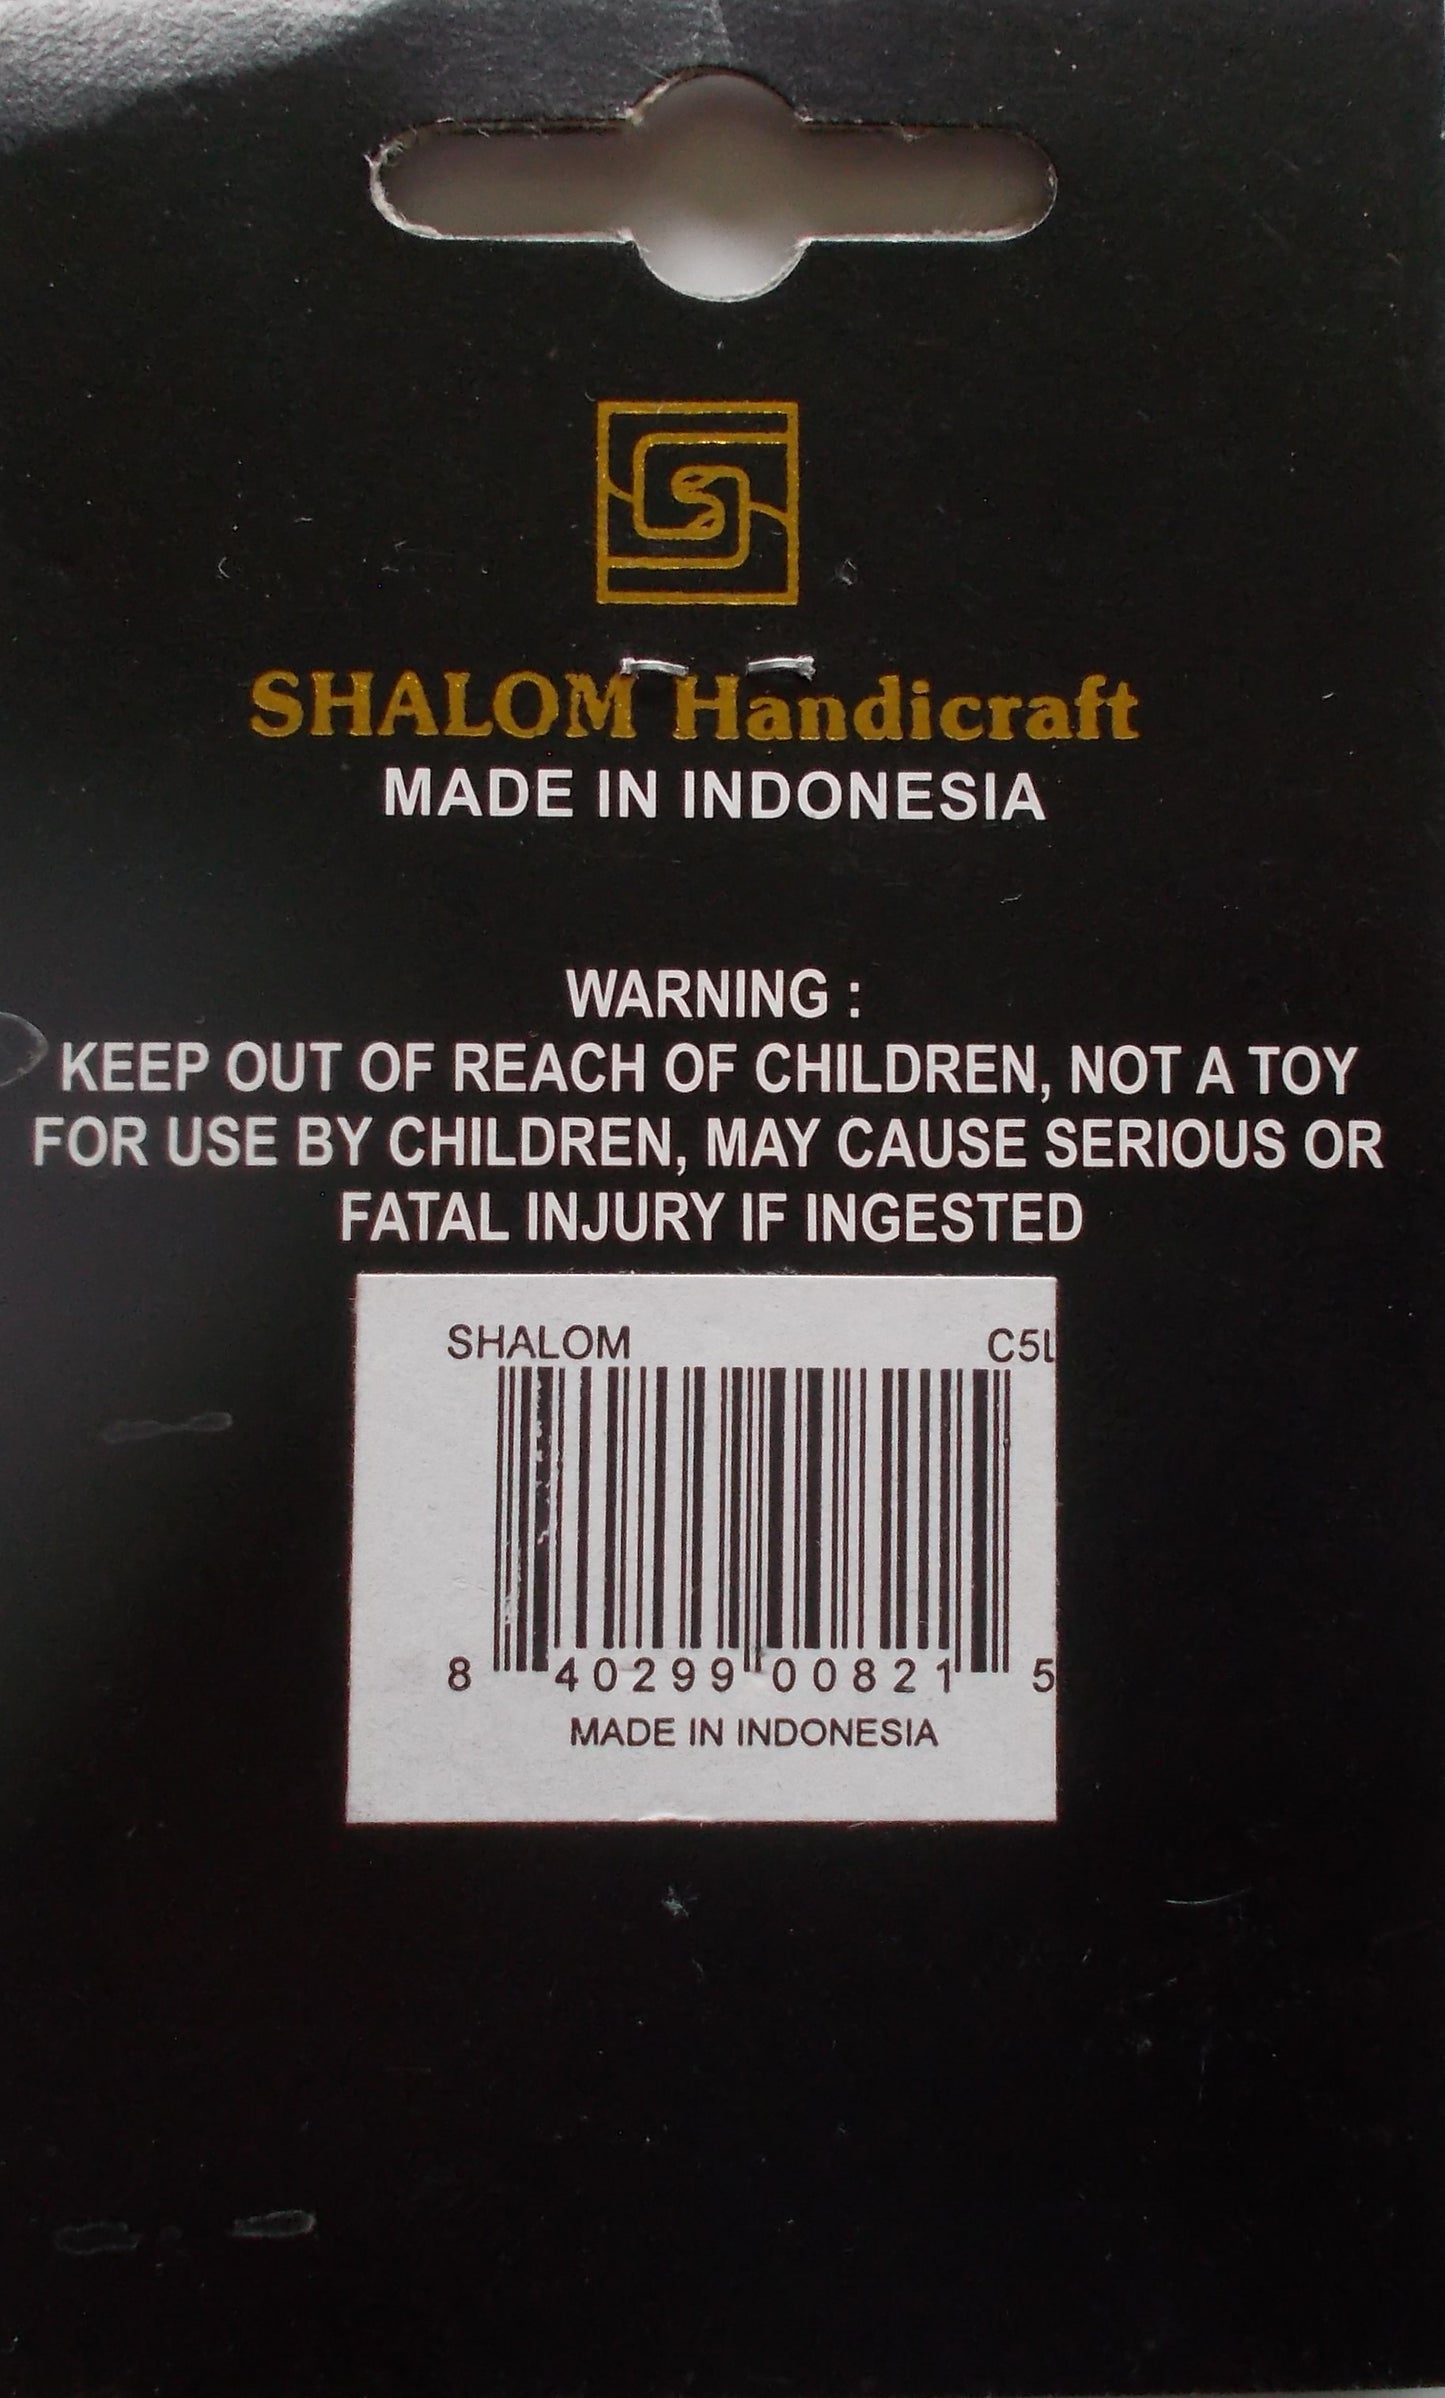 SHALOM Handicraft
MADE IN INDONESIA
WARNING :
KEEP OUT OF REACH OF CHILDREN, NOT A TOY
FOR USE BY CHILDREN, MAY CAUSE SERIOUS OR
FATAL INJURY IF INGESTED
SHALOM
8 40299 00821 5
MADE IN INDONESIA